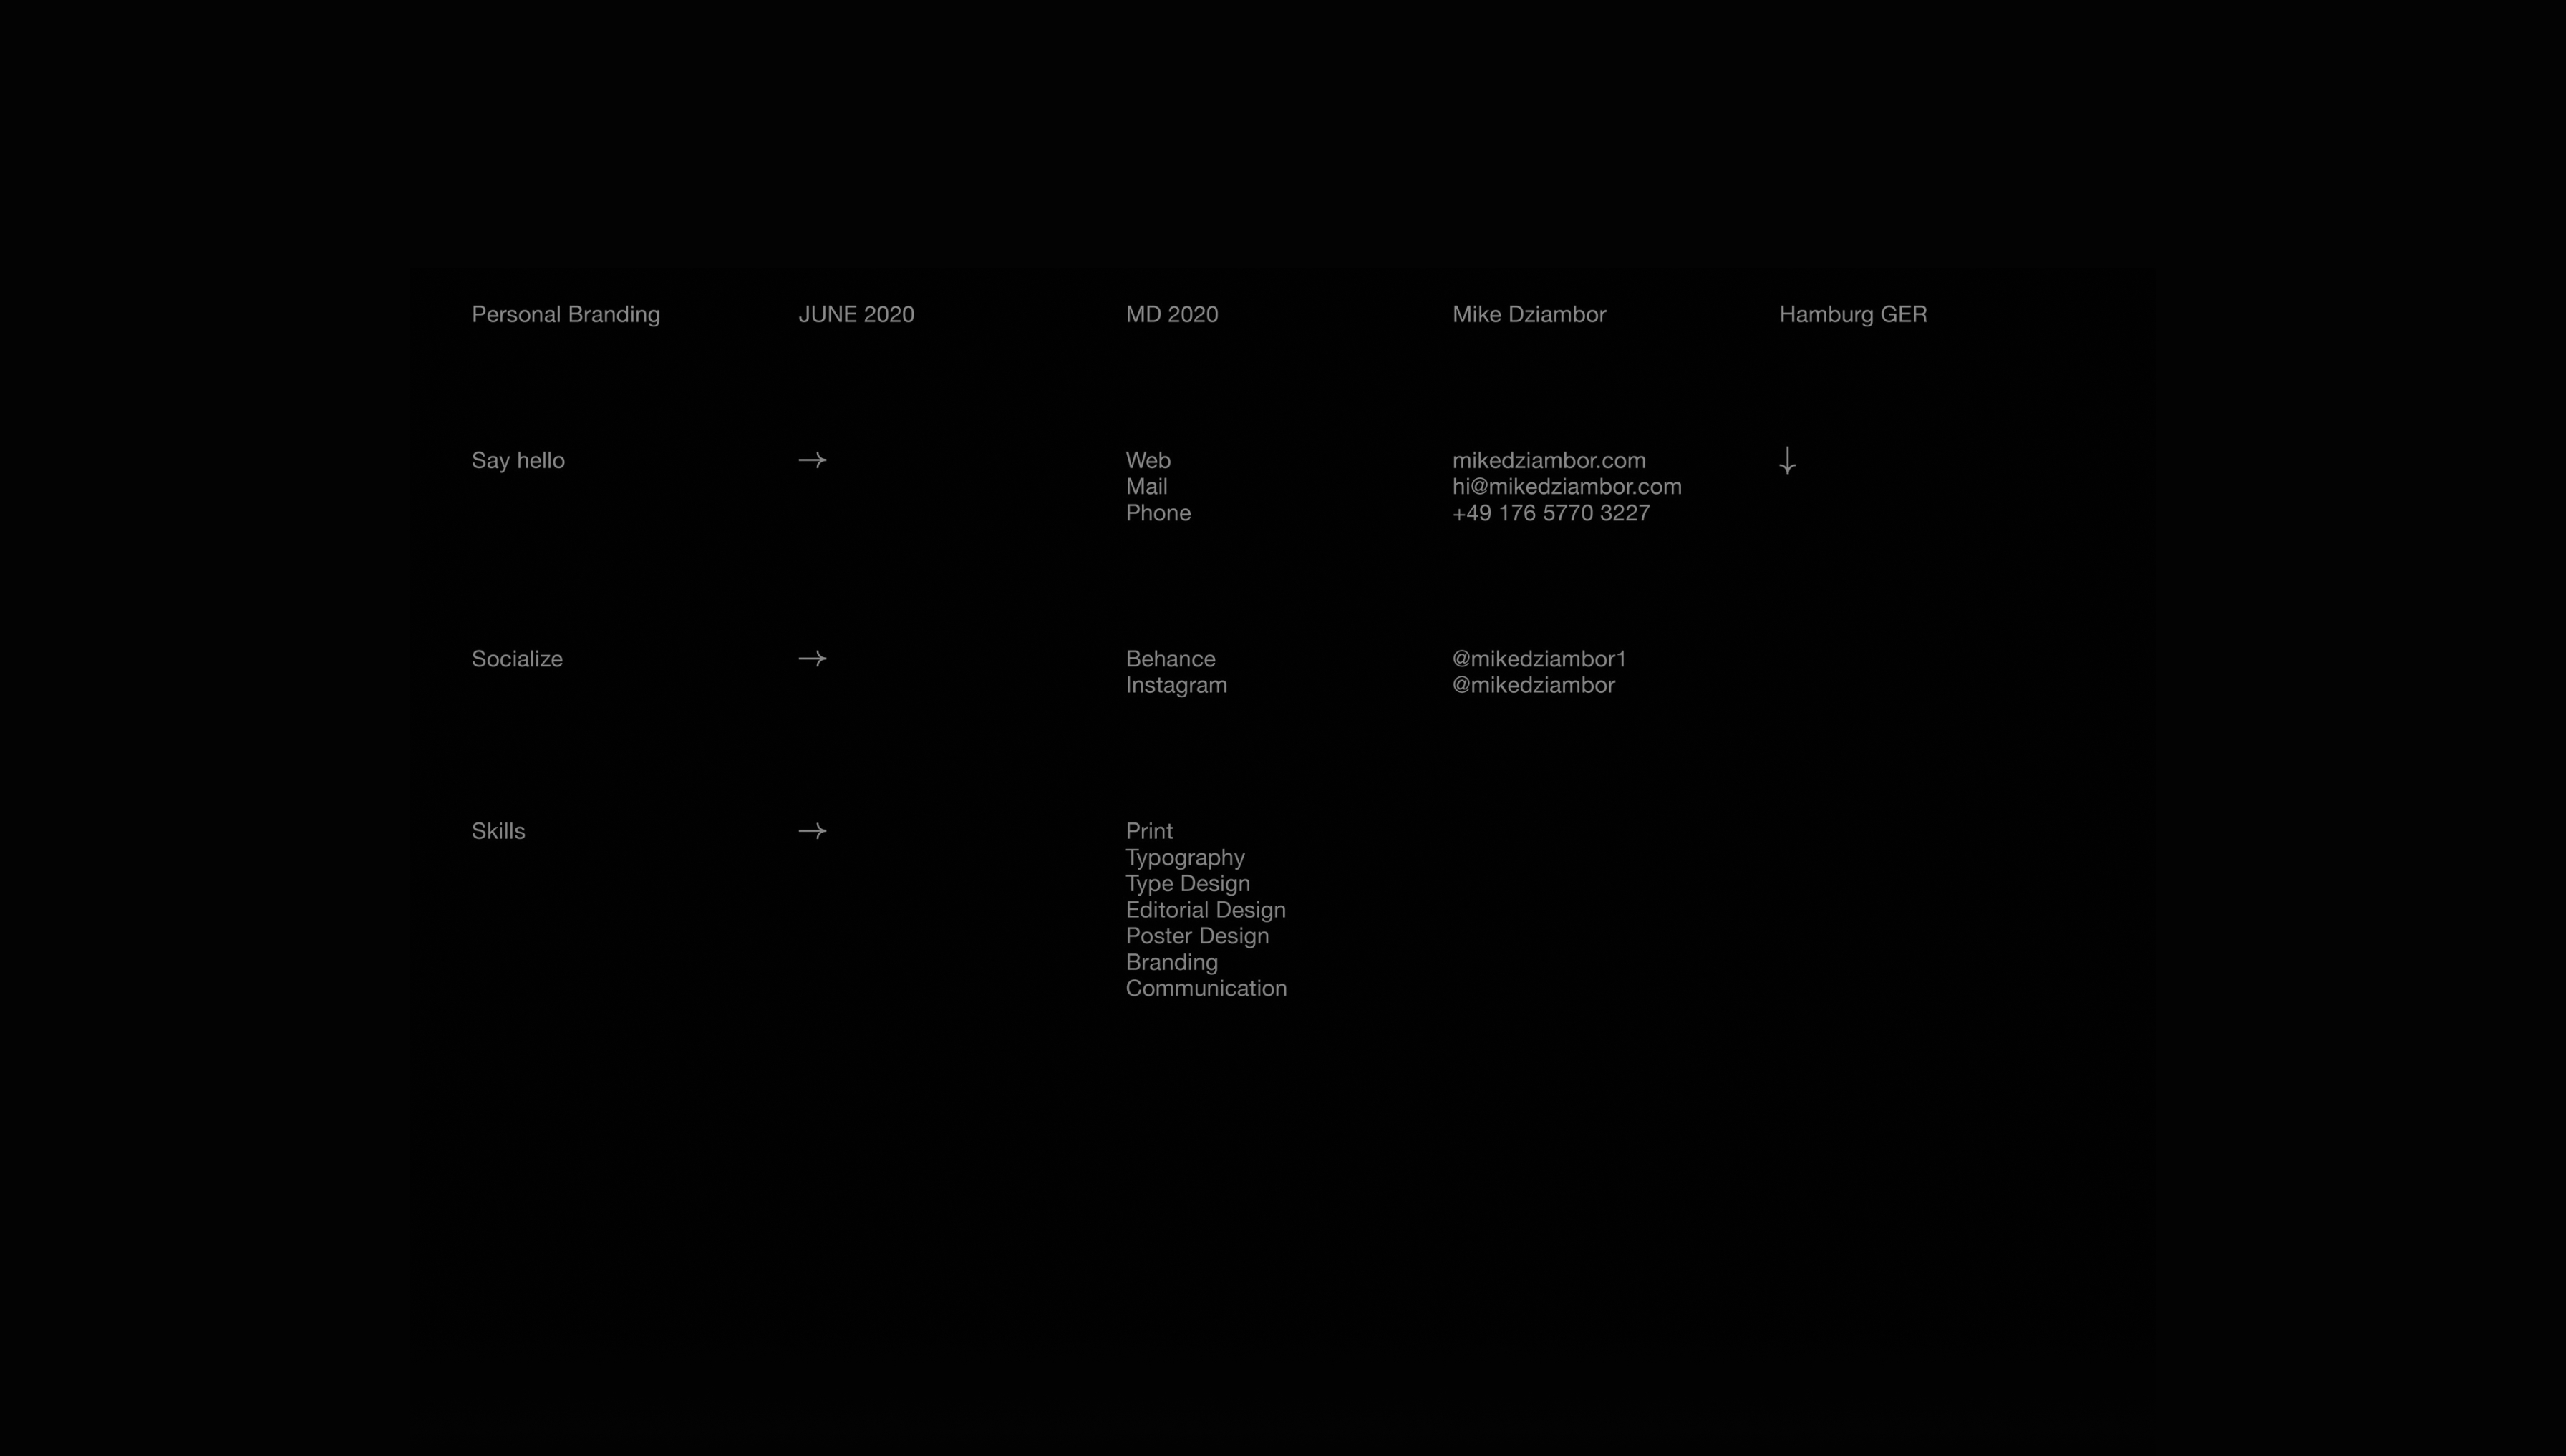 Personal Branding JUNE 2020 MD 2020 Mike Dziambor Hamburg GER
Say hello → Web mikedziambor.com ↓
Mail hi@mikedziambor.com
Phone +49 176 5770 3227
Socialize → Behance @mikedziambor1
Instagram @mikedziambor
Skills → Print
Typography
Type Design
Editorial Design
Poster Design
Branding
Communication